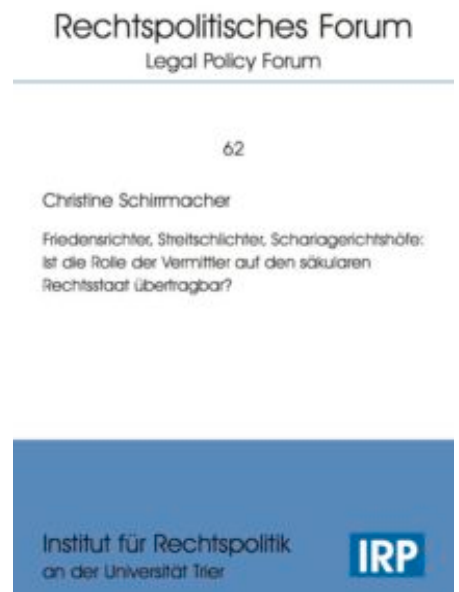 Rechtspolitisches Forum
Legal Policy Forum
62
Christine Schirrmacher
Friedensrichter, Streitschlichter, Schariagerichtshöfe:
Ist die Rolle der Vermittler auf den säkularen
Rechtsstaat übertragbar?
Institut für Rechtspolitik
an der Universität Trier
IRP